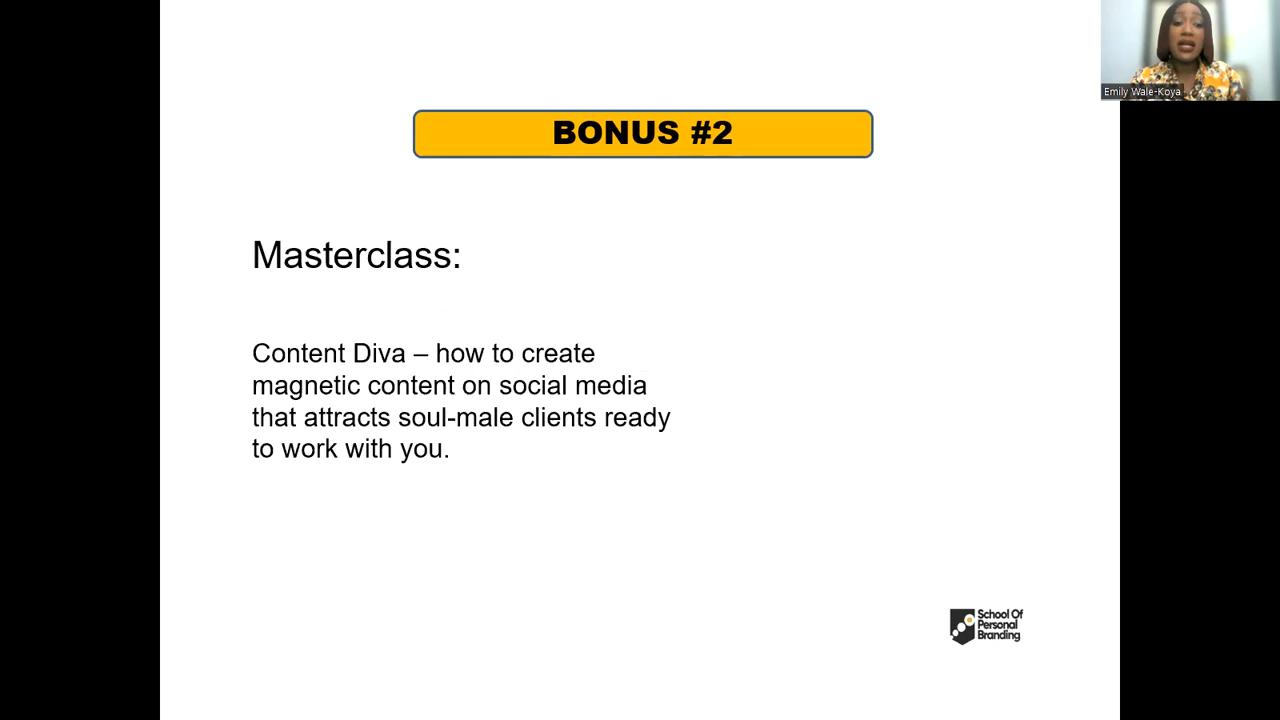 Emily Wale-Koya
BONUS #2
Masterclass:
Content Diva – how to create
magnetic content on social media
that attracts soul-male clients ready
to work with you.
School Of
Personal
Branding